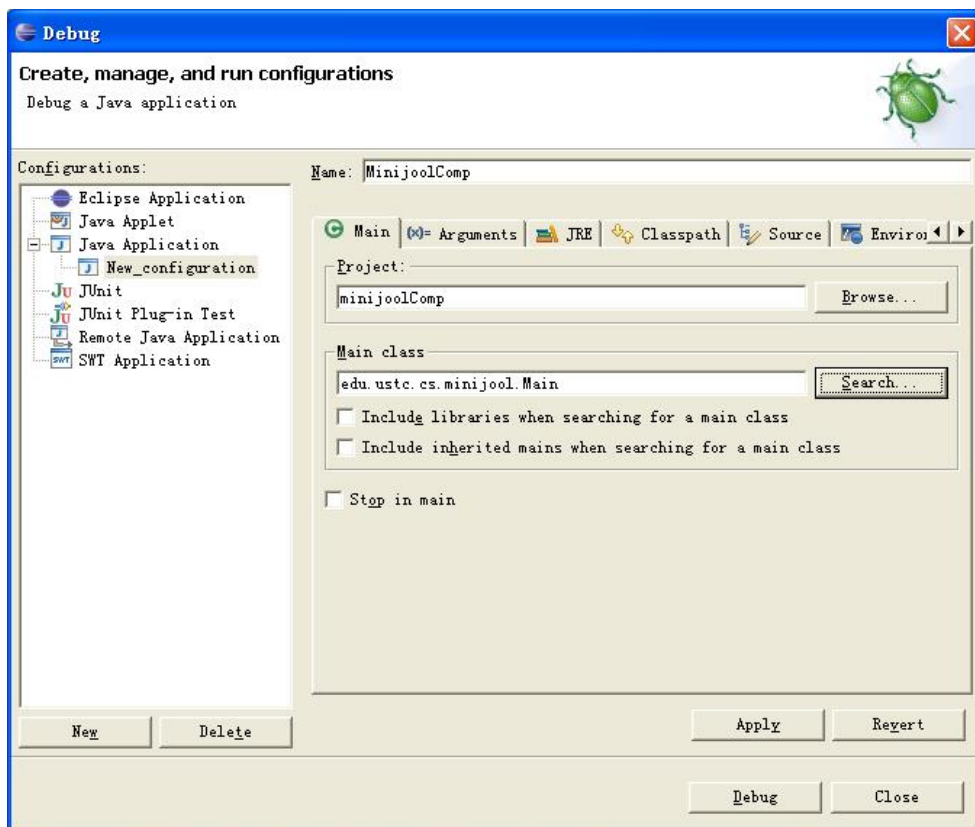 Debug
Create, manage, and run configurations
Debug a Java application
Configurations:
Eclipse Application
Java Applet
Java Application
New_configuration
JUnit
JUnit Plug-in Test
Remote Java Application
SWT Application
New
Delete
Name: MinijoolComp
Main
(x)= Arguments
JRE
Classpath
Source
Enviro
Project:
minijoolComp
Browse...
Main class
edu.ustc.cs.minijool.Main
Search...
Include libraries when searching for a main class
Include inherited mains when searching for a main class
Stop in main
Apply
Revert
Debug
Close